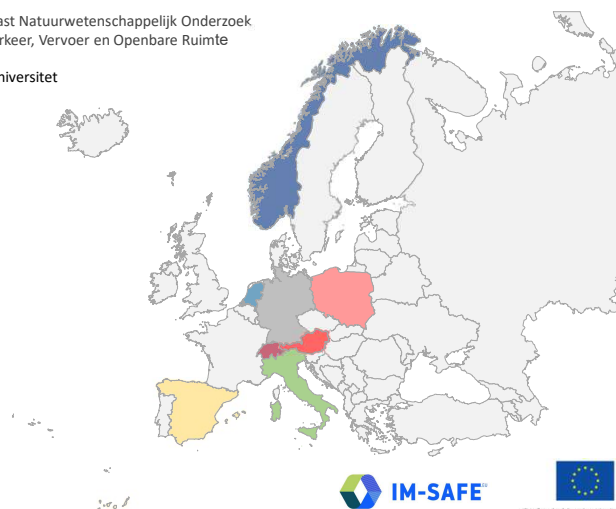 ast Natuurwetenschappelijk Onderzoek
rkeer, Vervoer en Openbare Ruimte
niversitet
IM-SAFE